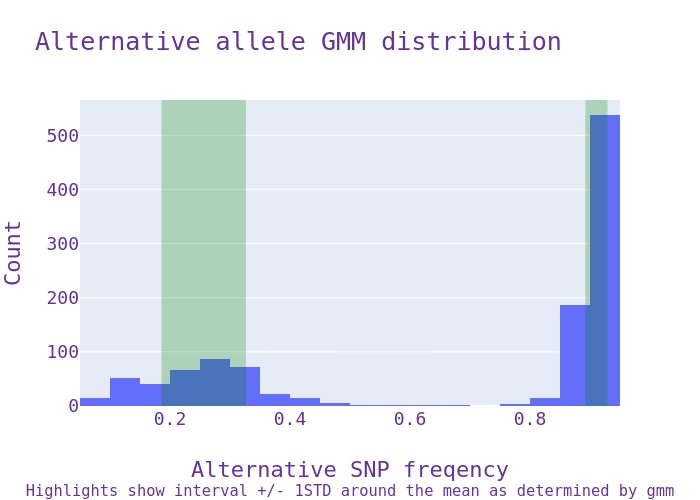 Alternative allele GMM distribution
500
400
300
200
100
0
Count
0.2
0.4
0.6
0.8
Alternative SNP freqency
Highlights show interval +/- 1STD around the mean as determined by gmm